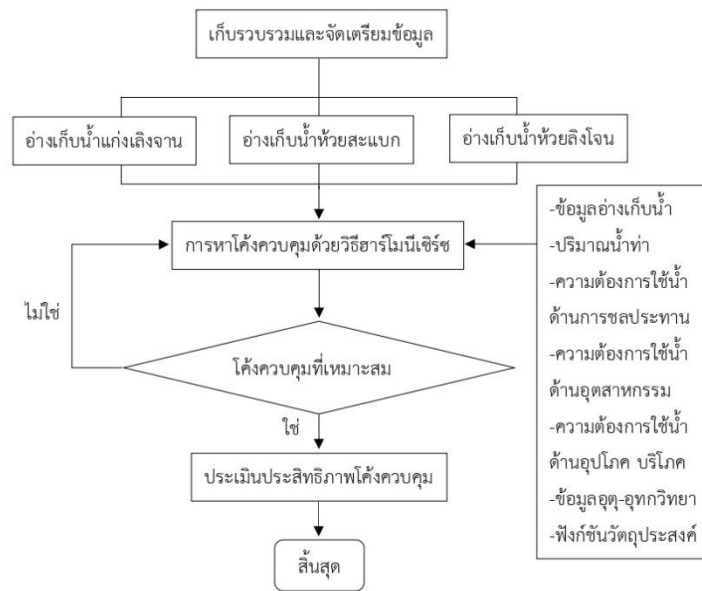 เก็บรวบรวมและจัดเตรียมข้อมูล
อ่างเก็บน้ำแก่งเลิงจาน
อ่างเก็บน้ำห้วยสะแบก
อ่างเก็บน้ำห้วยลิงโจน
การหาโค้งควบคุมด้วยวิธีฮาร์โมนีเซิร์ช
-ข้อมูลอ่างเก็บน้ำ
-ปริมาณน้ำท่า
-ความต้องการใช้น้ำ
ด้านการชลประทาน
-ความต้องการใช้น้ำ
ด้านอุตสาหกรรม
-ความต้องการใช้น้ำ
ด้านอุปโภค บริโภค
-ข้อมูลอุตุ-อุทกวิทยา
-ฟังก์ชันวัตถุประสงค์
ไม่ใช่
โค้งควบคุมที่เหมาะสม
ใช่
ประเมินประสิทธิภาพโค้งควบคุม
สิ้นสุด